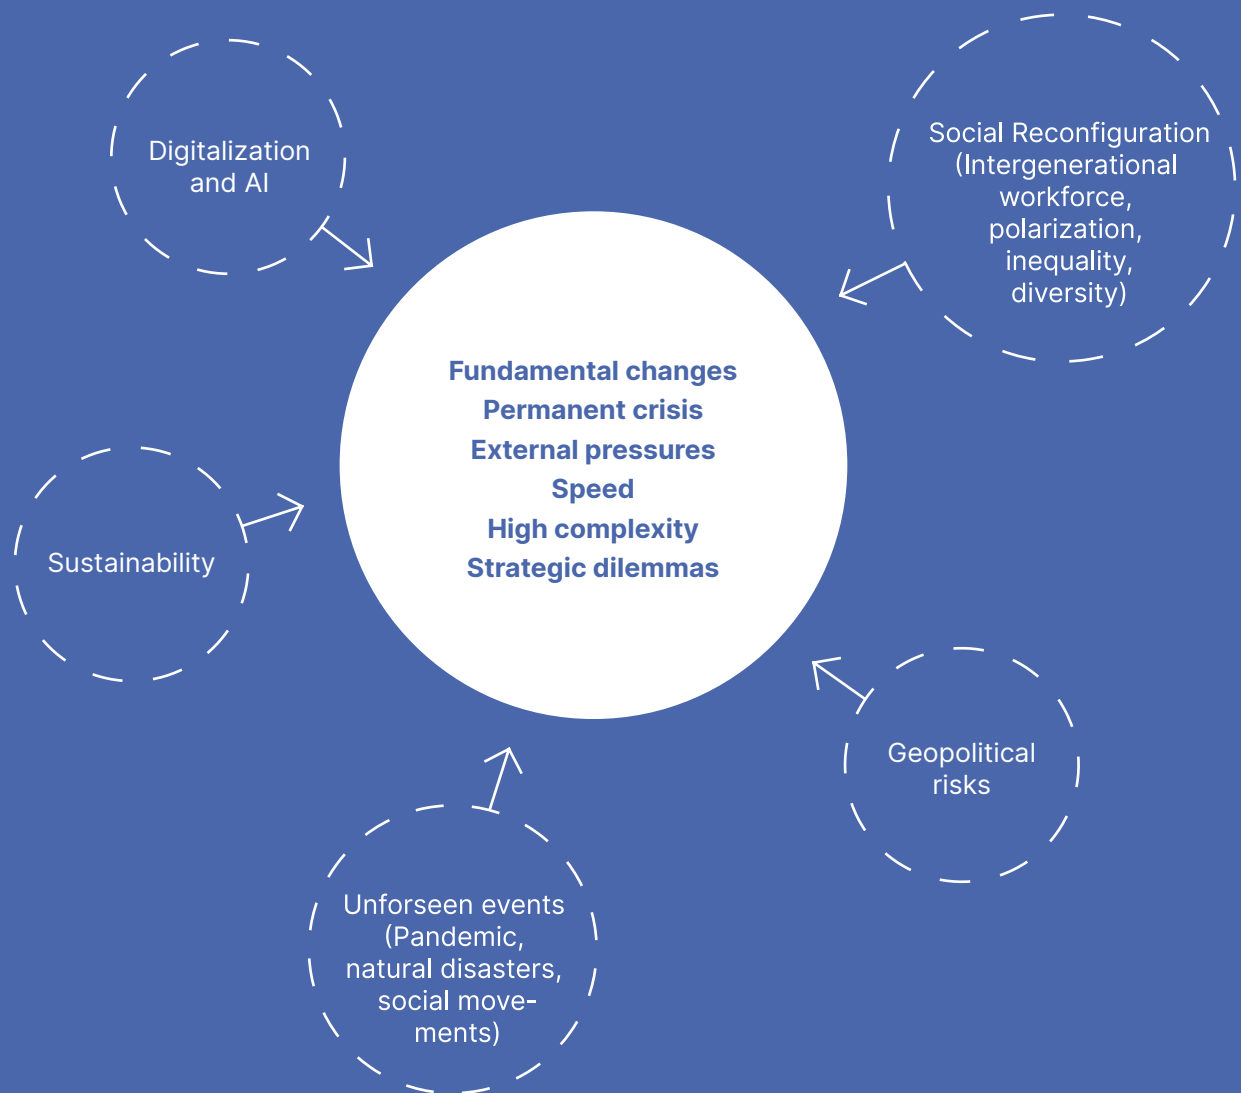 Digitalization
and AI
Social Reconfiguration
(Intergenerational
workforce,
polarization,
inequality,
diversity)
Fundamental changes
Permanent crisis
External pressures
Speed
High complexity
Strategic dilemmas
Sustainability
Geopolitical
risks
Unforseen events
(Pandemic,
natural disasters,
social move-
ments)